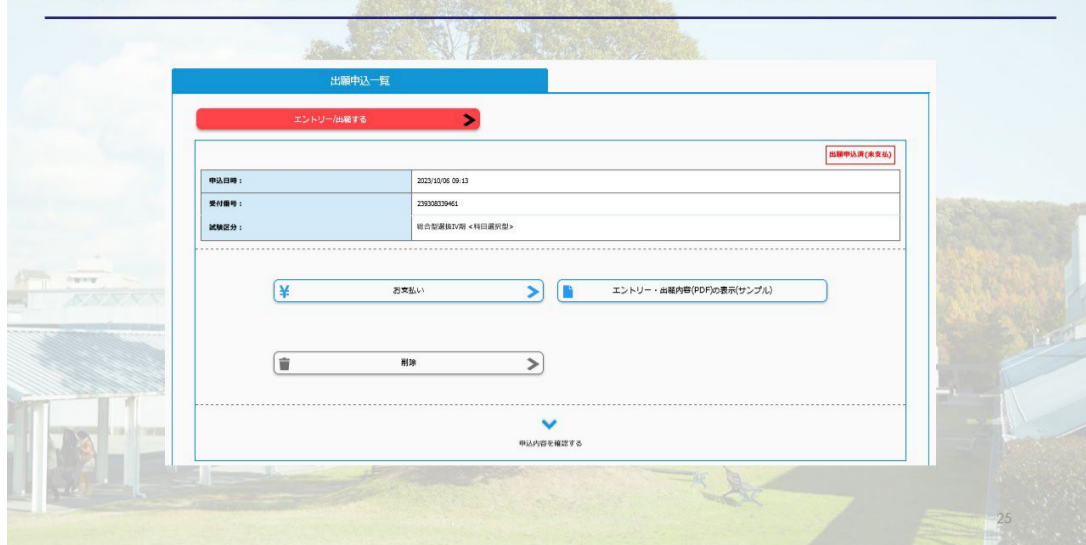 出願申込一覧
エントリー/出願する
出願申込済(未支払)
申込日時： 2023/10/06 09:13
受付番号： 239308339461
試験区分： 総合型選抜IV期 <科目選択型>
お支払い
エントリー・出願内容(PDF)の表示(サンプル)
削除
申込内容を確認する
25